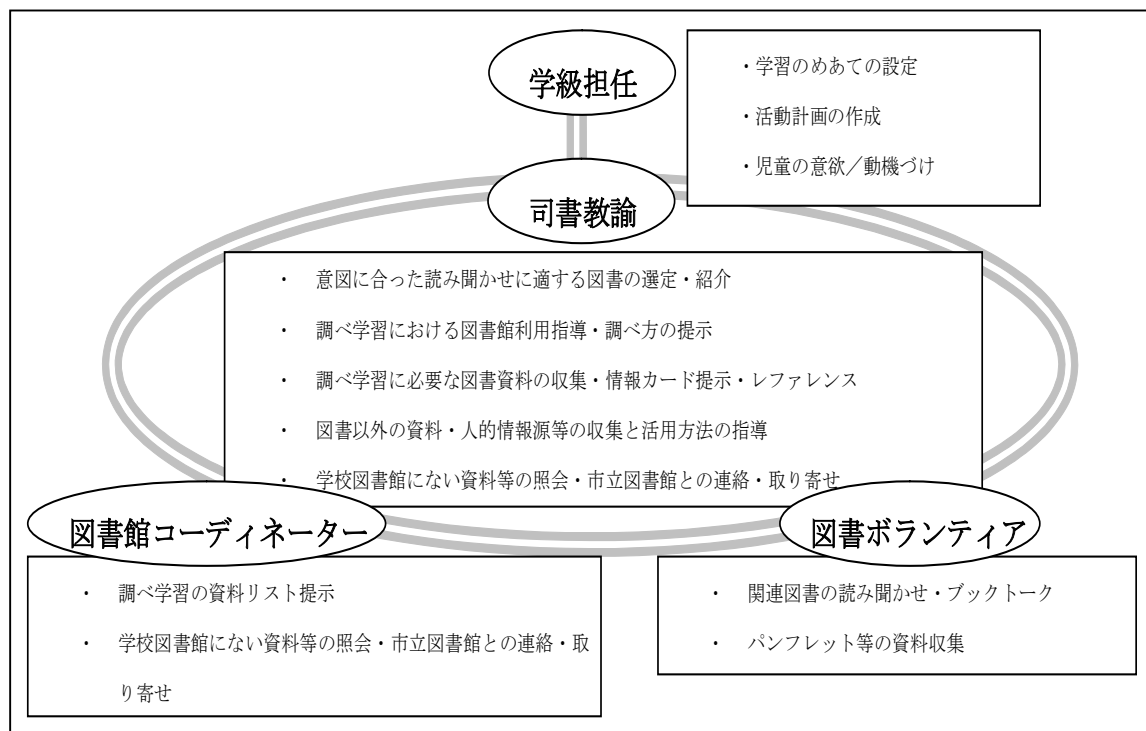 学級担任
・学習のめあての設定
・活動計画の作成
・児童の意欲／動機づけ
司書教諭
・ 意図に合った読み聞かせに適する図書の選定・紹介
・ 調べ学習における図書館利用指導・調べ方の提示
・ 調べ学習に必要な図書資料の収集・情報カード提示・レファレンス
・ 図書以外の資料・人的情報源等の収集と活用方法の指導
・ 学校図書館にない資料等の照会・市立図書館との連絡・取り寄せ
図書館コーディネーター
・ 調べ学習の資料リスト提示
・ 学校図書館にない資料等の照会・市立図書館との連絡・取
り寄せ
図書ボランティア
・ 関連図書の読み聞かせ・ブックトーク
・ パンフレット等の資料収集